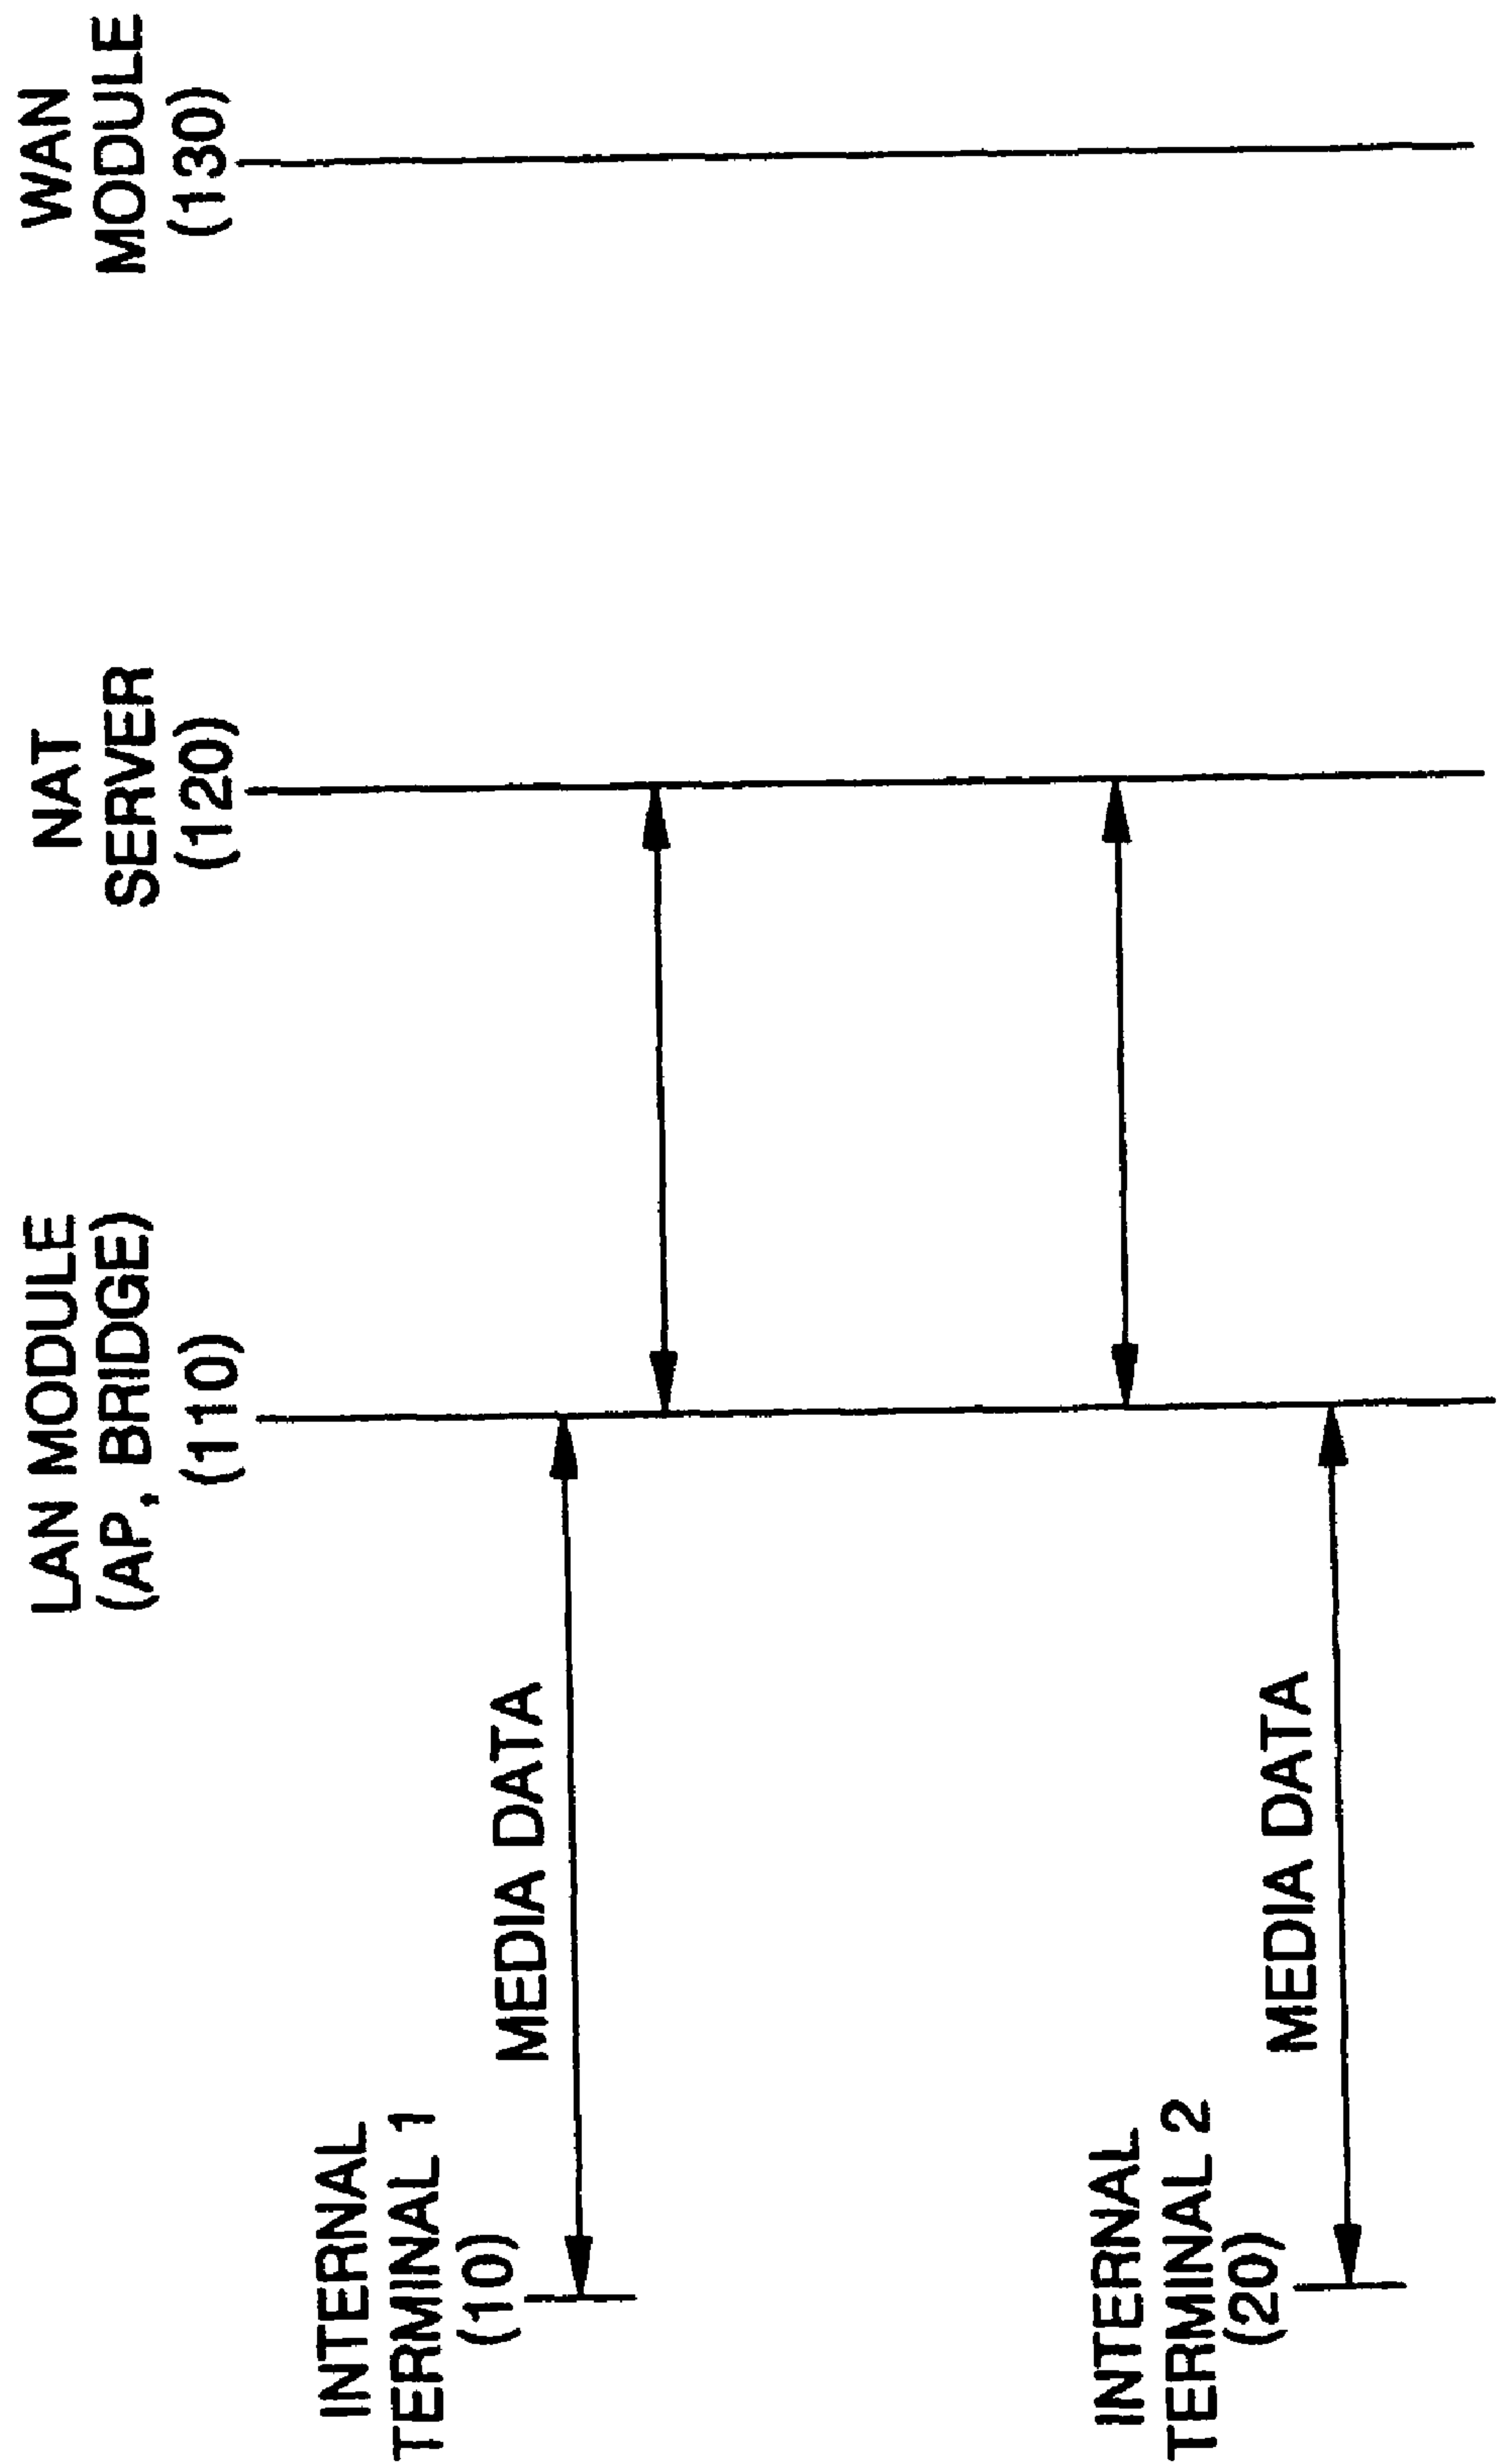 LAN MODULE
(AP, BRIDGE)
(110)
NAT
SERVER
(120)
WAN
MODULE
(130)
INTERNAL
TERMINAL 1
(10)
MEDIA DATA
INTERNAL
TERMINAL 2
(20)
MEDIA DATA